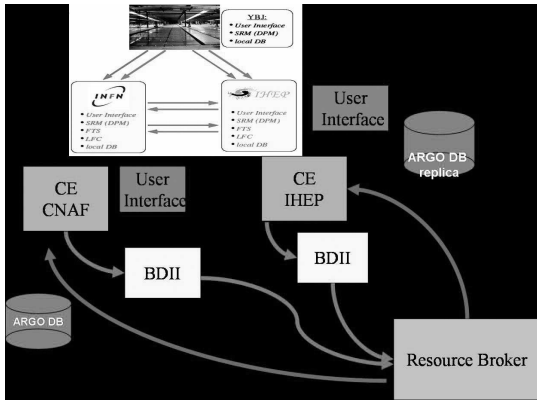 YBJ:
• User Interface
• SRM (DPM)
• local DB
INFN
• User Interface
• SRM (DPM)
• FTS
• LFC
• local DB
IHEP
• User Interface
• SRM (DPM)
• FTS
• LFC
• local DB
User
Interface
ARGO DB
replica
CE
CNAF
User
Interface
CE
IHEP
BDII
BDII
ARGO DB
Resource Broker